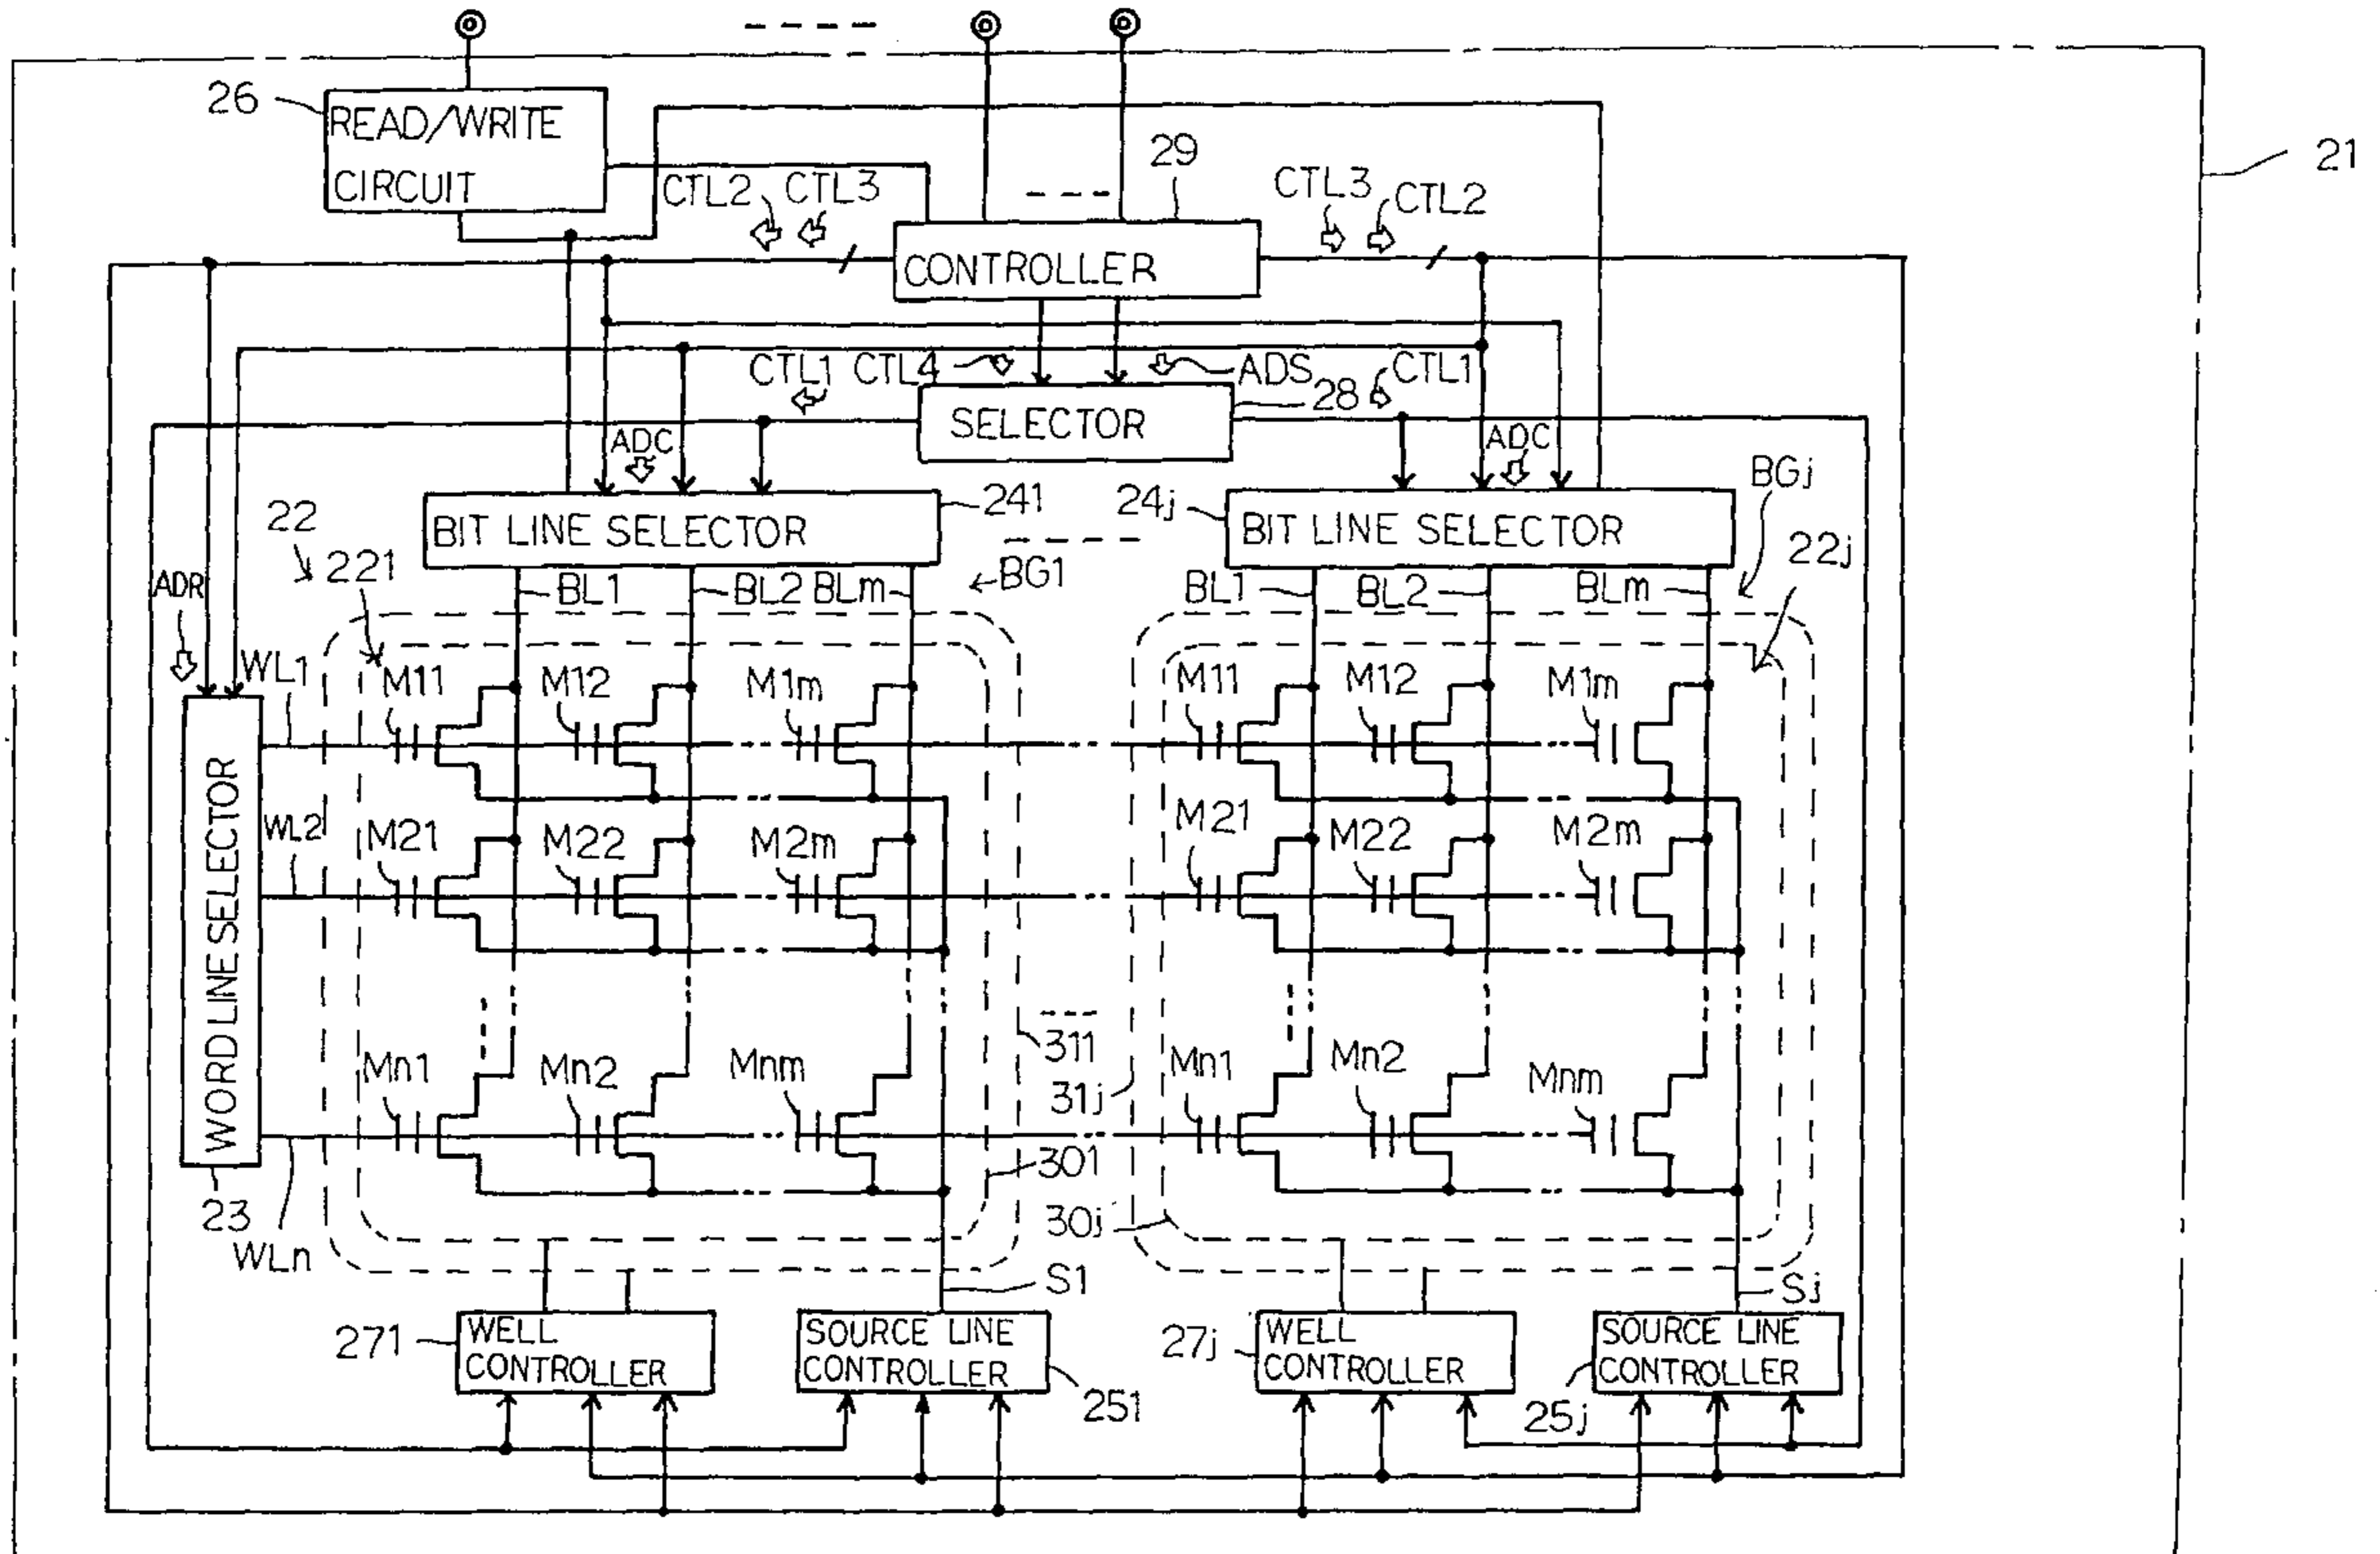 26
READ/WRITE
CIRCUIT
CTL2
CTL3
29
CTL3
CTL2
21
CONTROLLER
CTL1
CTL4
ADS
28
CTL1
SELECTOR
ADC
ADC
BGj
22
221
BIT LINE SELECTOR
241
24j
BIT LINE SELECTOR
22j
ADR
BL1
BL2
BLm
BG1
BL1
BL2
BLm
WL1
M11
M12
M1m
M11
M12
M1m
WORD LINE SELECTOR
WL2
M21
M22
M2m
M21
M22
M2m
Mn1
Mn2
Mnm
311
31j
Mn1
Mn2
Mnm
301
30j
23
WLn
S1
Sj
271
WELL
CONTROLLER
SOURCE LINE
CONTROLLER
251
27j
WELL
CONTROLLER
SOURCE LINE
CONTROLLER
25j